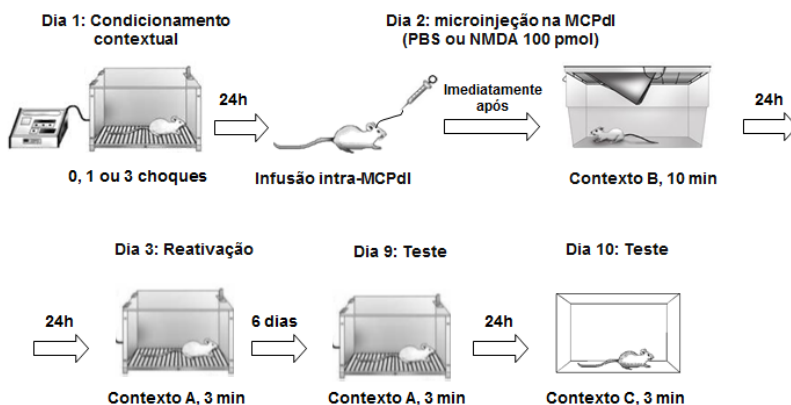 Dia 1: Condicionamento
contextual
Dia 2: microinjeção na MCPdl
(PBS ou NMDA 100 pmol)
24h
Imediatamente
após
24h
0, 1 ou 3 choques
Infusão intra-MCPdl
Contexto B, 10 min
Dia 3: Reativação
Dia 9: Teste
Dia 10: Teste
24h
6 dias
24h
Contexto A, 3 min
Contexto A, 3 min
Contexto C, 3 min